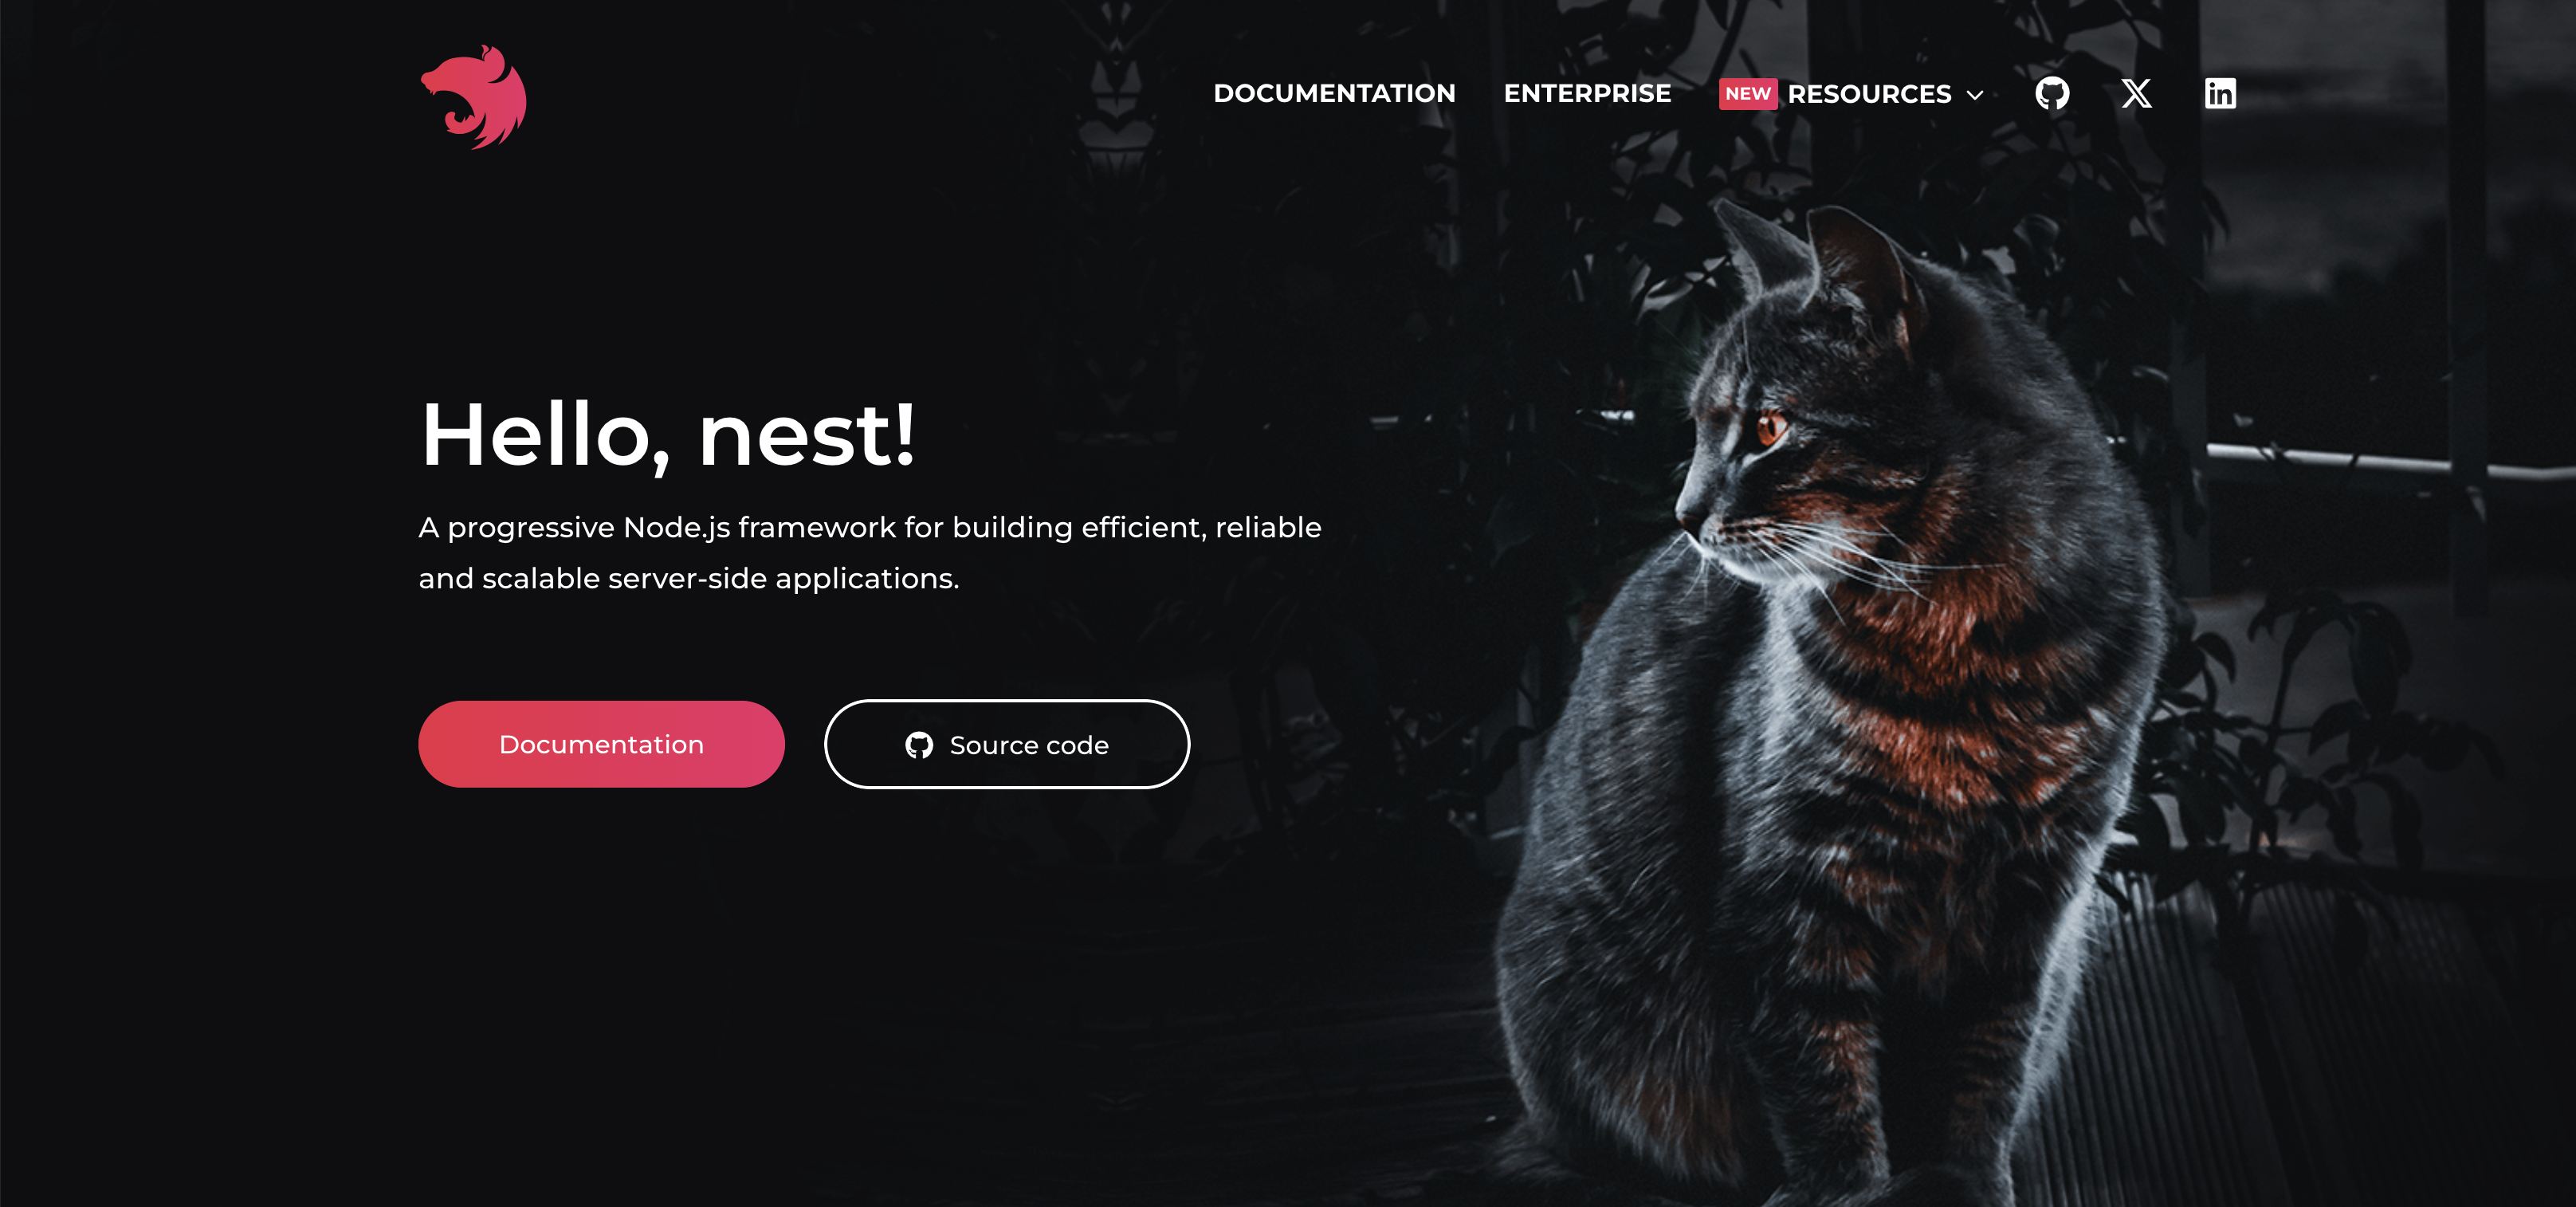 DOCUMENTATION ENTERPRISE NEW RESOURCES
Hello, nest!
A progressive Node.js framework for building efficient, reliable
and scalable server-side applications.
Documentation Source code